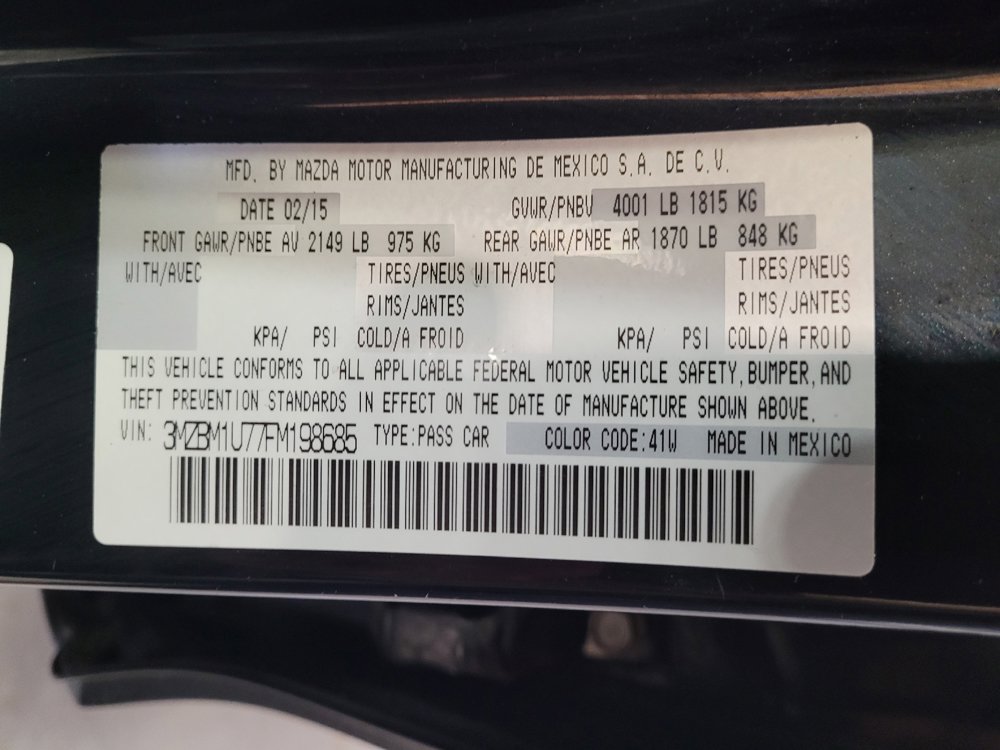 MFD. BY MAZDA MOTOR MANUFACTURING DE MEXICO S.A. DE C.V.
DATE 02/15 GVWR/PNBV 4001 LB 1815 KG
FRONT GAWR/PNBE AV 2149 LB 975 KG REAR GAWR/PNBE AR 1870 LB 848 KG
WITH/AVEC TIRES/PNEUS WITH/AVEC TIRES/PNEUS
RIMS/JANTES RIMS/JANTES
KPA/ PSI COLD/A FROID KPA/ PSI COLD/A FROID
THIS VEHICLE CONFORMS TO ALL APPLICABLE FEDERAL MOTOR VEHICLE SAFETY, BUMPER, AND
THEFT PREVENTION STANDARDS IN EFFECT ON THE DATE OF MANUFACTURE SHOWN ABOVE.
VIN: 3MZBM1U77FM198685 TYPE:PASS CAR COLOR CODE:41W MADE IN MEXICO